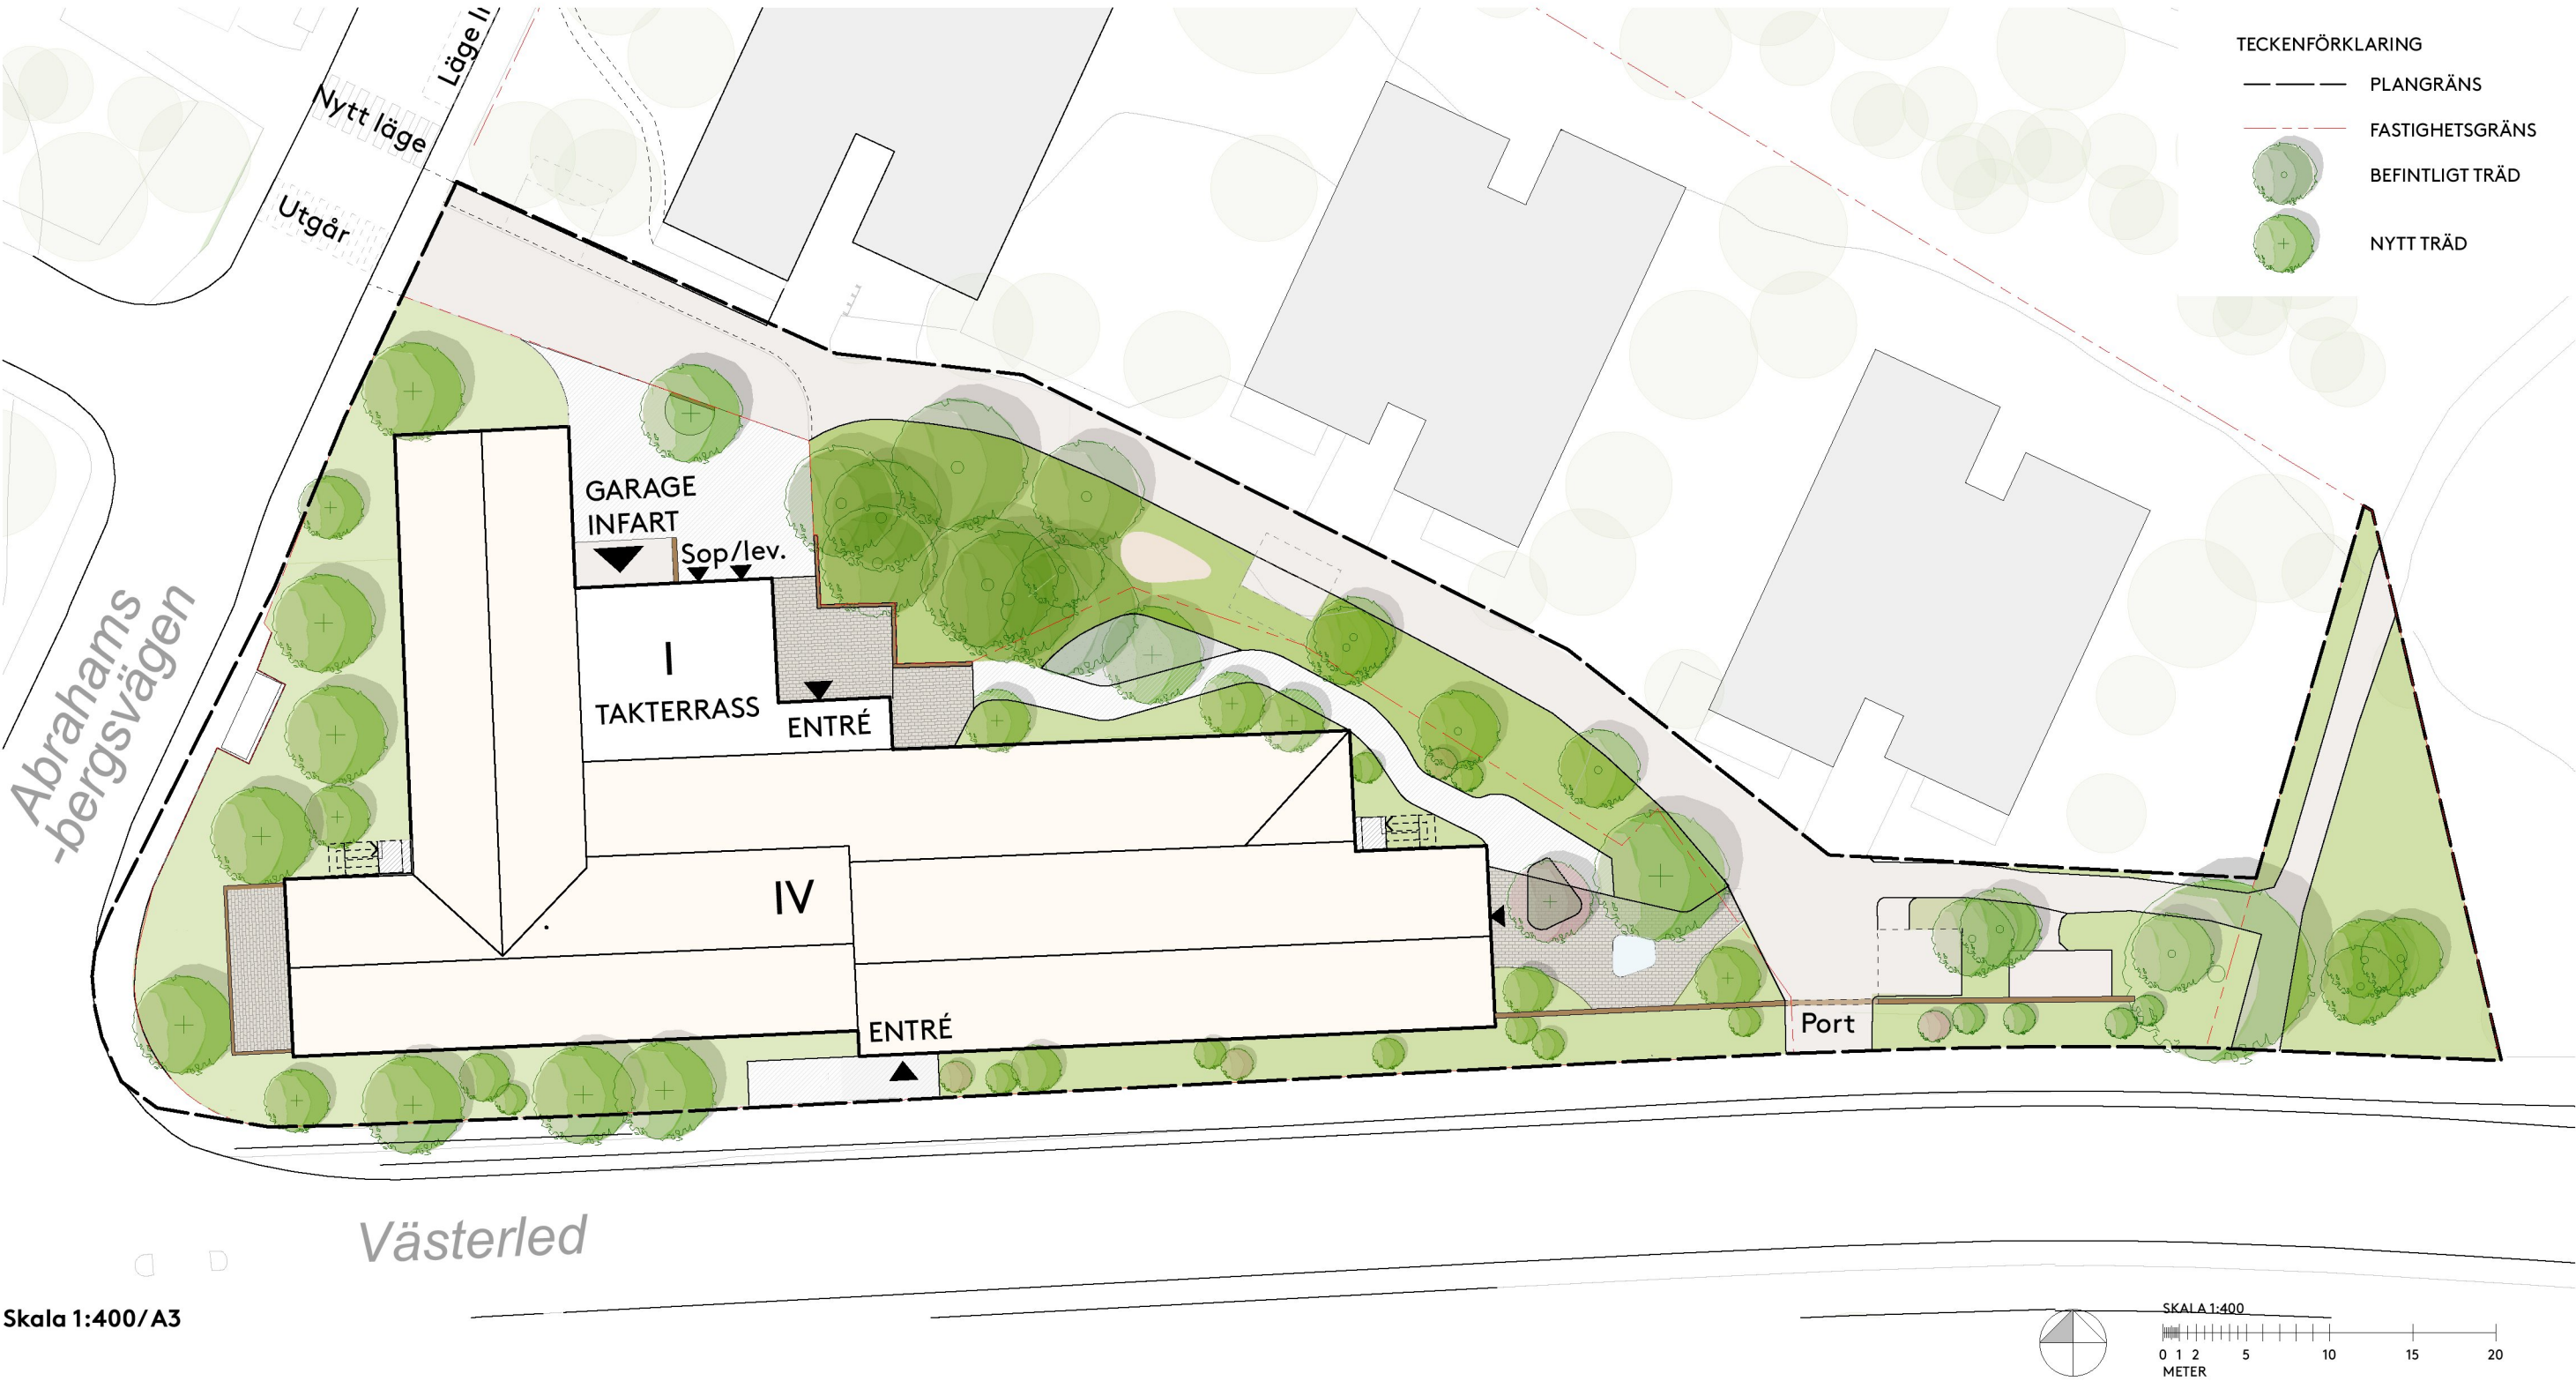 Läge
Nytt läge
Utgår
TECKENFÖRKLARING
PLANGRÄNS
FASTIGHETSGRÄNS
BEFINTLIGT TRÄD
NYTT TRÄD
GARAGE
INFART
Sop/lev.
I
TAKTERRASS
ENTRÉ
Abrahams
-bergsvägen
IV
ENTRÉ
Port
Västerled
Skala 1:400/A3
SKALA 1:400
0 1 2 5 10 15 20
METER